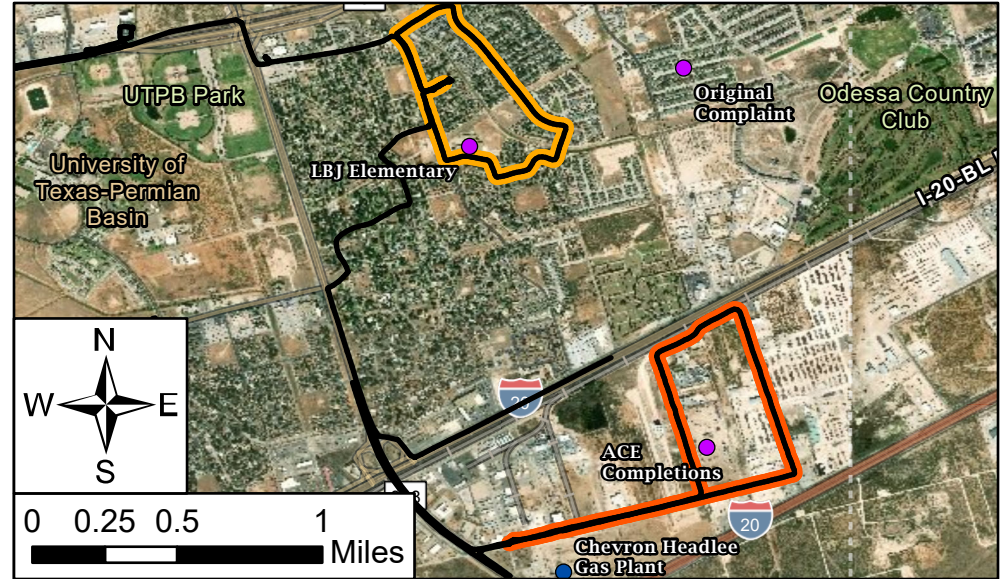 UTPB Park
University of
Texas-Permian
Basin
LBJ Elementary
Original
Complaint
Odessa Country
Club
I-20-BL
20
ACE
Completions
20
Chevron Headlee
Gas Plant
N
W
E
S
0 0.25 0.5 1
Miles